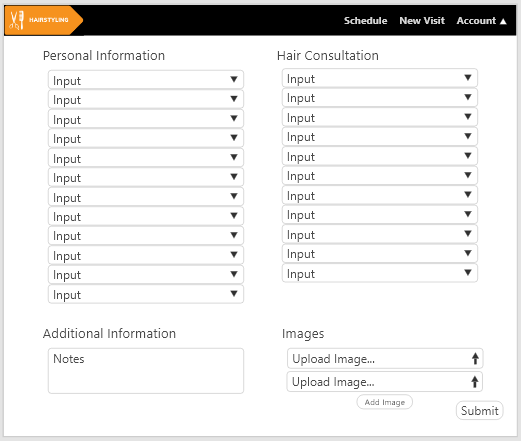 HAIRSTYLING
Schedule New Visit Account ▲
Personal Information
Input
Input
Input
Input
Input
Input
Input
Input
Input
Input
Input
Input
Hair Consultation
Input
Input
Input
Input
Input
Input
Input
Input
Input
Input
Input
Additional Information
Notes
Images
Upload Image...
Upload Image...
Add Image
Submit